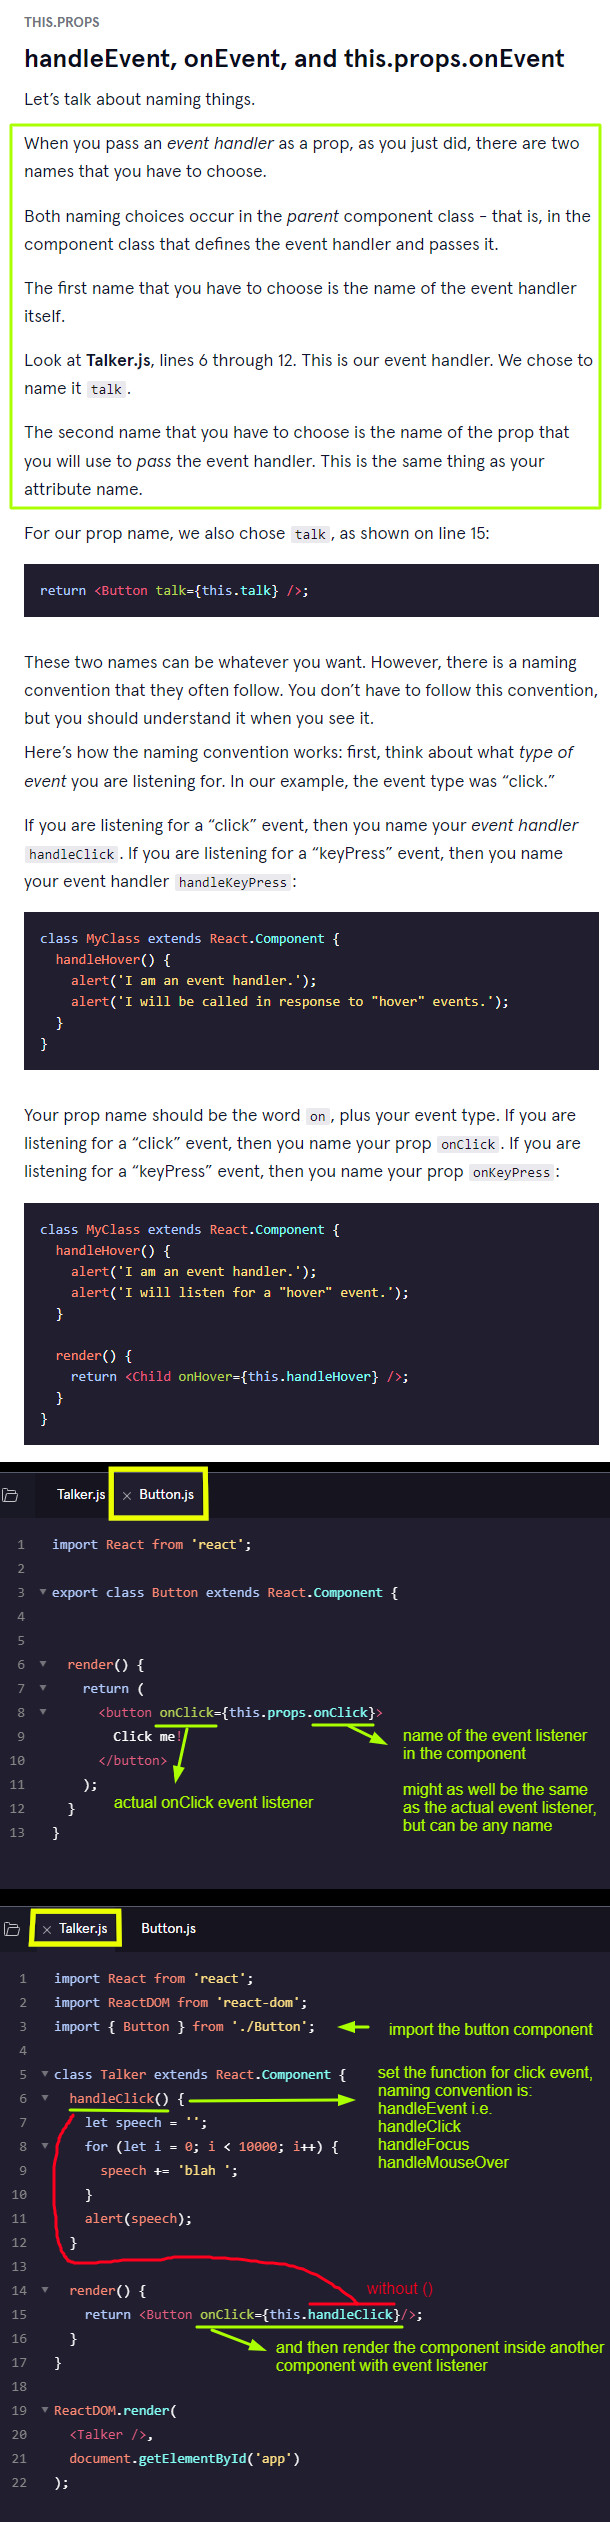 THIS.PROPS
handleEvent, onEvent, and this.props.onEvent
Let’s talk about naming things.
When you pass an event handler as a prop, as you just did, there are two
names that you have to choose.
Both naming choices occur in the parent component class - that is, in the
component class that defines the event handler and passes it.
The first name that you have to choose is the name of the event handler
itself.
Look at Talker.js, lines 6 through 12. This is our event handler. We chose to
name it talk.
The second name that you have to choose is the name of the prop that
you will use to pass the event handler. This is the same thing as your
attribute name.
For our prop name, we also chose talk, as shown on line 15:
return <Button talk={this.talk} />;
These two names can be whatever you want. However, there is a naming
convention that they often follow. You don’t have to follow this convention,
but you should understand it when you see it.
Here’s how the naming convention works: first, think about what type of
event you are listening for. In our example, the event type was “click.”
If you are listening for a “click” event, then you name your event handler
handleClick. If you are listening for a “keyPress” event, then you name
your event handler handleKeyPress:
class MyClass extends React.Component {
  handleHover() {
    alert('I am an event handler.');
    alert('I will be called in response to "hover" events.');
  }
}
Your prop name should be the word on, plus your event type. If you are
listening for a “click” event, then you name your prop onClick. If you are
listening for a “keyPress” event, then you name your prop onKeyPress:
class MyClass extends React.Component {
  handleHover() {
    alert('I am an event handler.');
    alert('I will listen for a "hover" event.');
  }
  render() {
    return <Child onHover={this.handleHover} />;
  }
}
Talker.js × Button.js
1 import React from 'react';
2
3 export class Button extends React.Component {
4
5
6 render() {
7 return (
8 <button onClick={this.props.onClick}>
9 Click me!
10 </button>
11 );
12 }
13 }
actual onClick event listener
name of the event listener
in the component
might as well be the same
as the actual event listener,
but can be any name
× Talker.js Button.js
1 import React from 'react';
2 import ReactDOM from 'react-dom';
3 import { Button } from './Button';
import the button component
4
5 class Talker extends React.Component {
6 handleClick() {
7 let speech = '';
8 for (let i = 0; i < 10000; i++) {
9 speech += 'blah ';
10 }
11 alert(speech);
12 }
set the function for click event,
naming convention is:
handleEvent i.e.
handleClick
handleFocus
handleMouseOver
13
14 render() {
without ()
15 return <Button onClick={this.handleClick}/>;
16 }
17 }
and then render the component inside another
component with event listener
18
19 ReactDOM.render(
20 <Talker />,
21 document.getElementById('app')
22 );